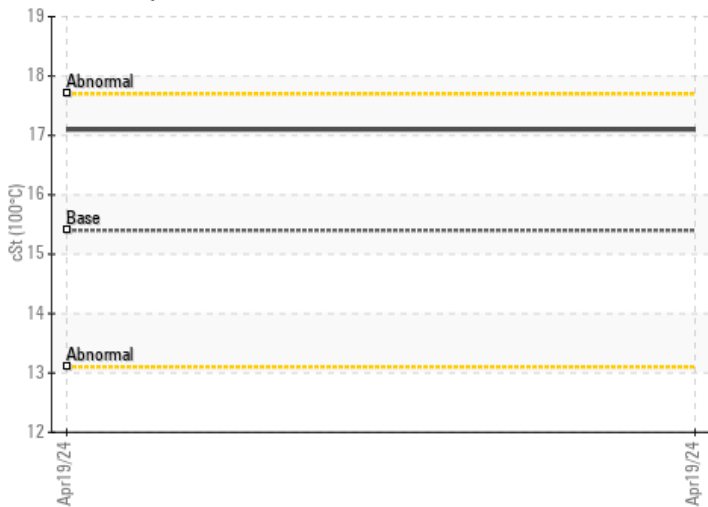 19
18
Abnormal
17
16
Base
15
cSt (100°C)
14
Abnormal
13
12
Apr19/24
Apr19/24